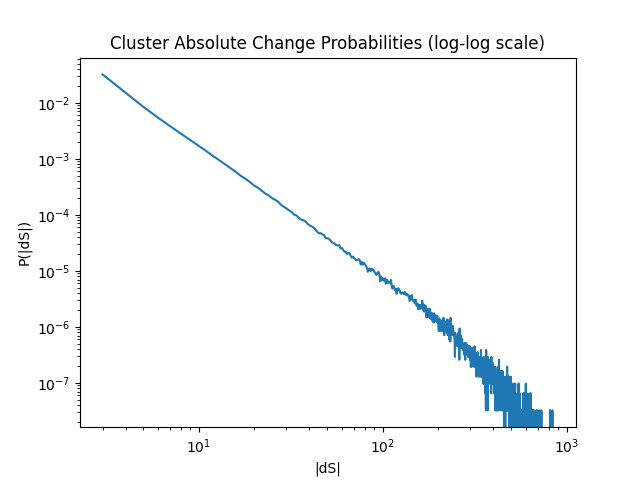 Cluster Absolute Change Probabilities (log-log scale)
P(|dS|)
10⁻²
10⁻³
10⁻⁴
10⁻⁵
10⁻⁶
10⁻⁷
10¹ 10² 10³
|dS|